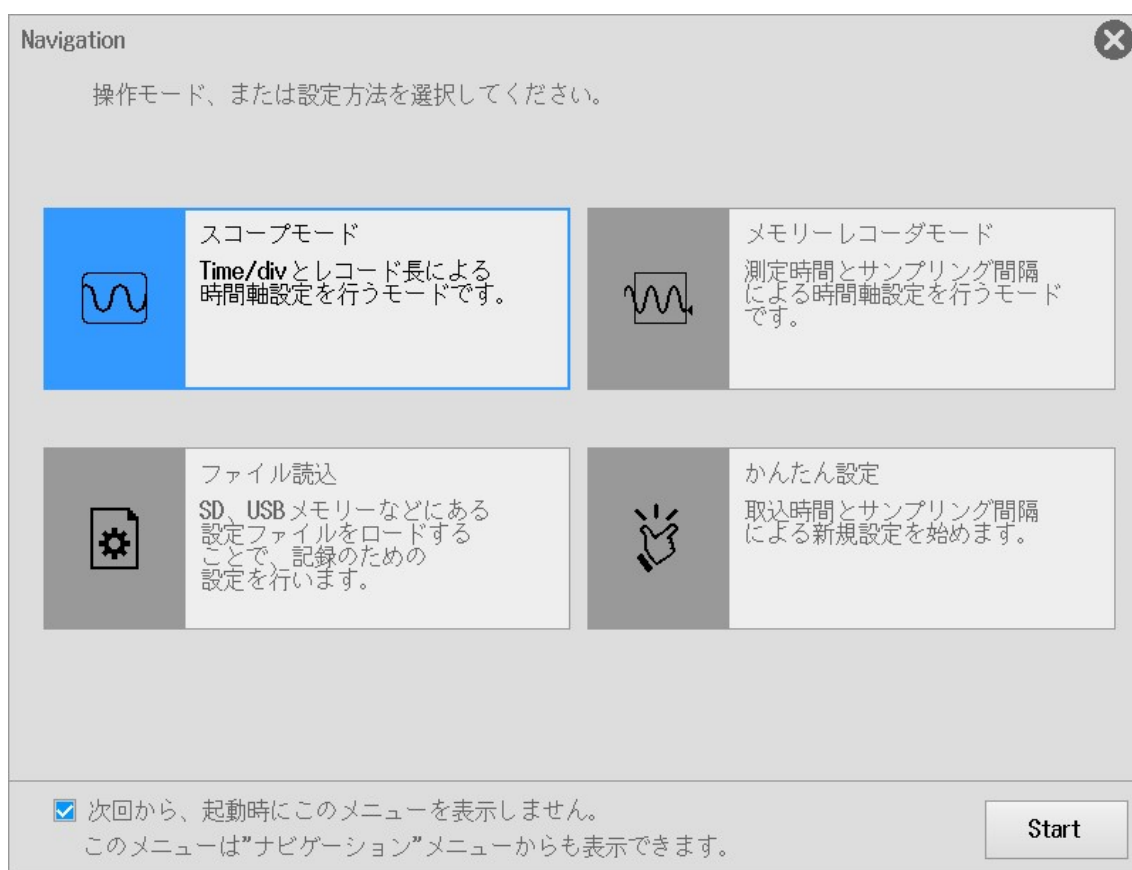 Navigation
操作モード、または設定方法を選択してください。
スコープモード
Time/divとレコード長による
時間軸設定を行うモードです。
メモリーレコーダモード
測定時間とサンプリング間隔
による時間軸設定を行うモード
です。
ファイル読込
SD、USBメモリーなどにある
設定ファイルをロードする
ことで、記録のための
設定を行います。
かんたん設定
取込時間とサンプリング間隔
による新規設定を始めます。
次回から、起動時にこのメニューを表示しません。
このメニューは"ナビゲーション"メニューからも表示できます。
Start